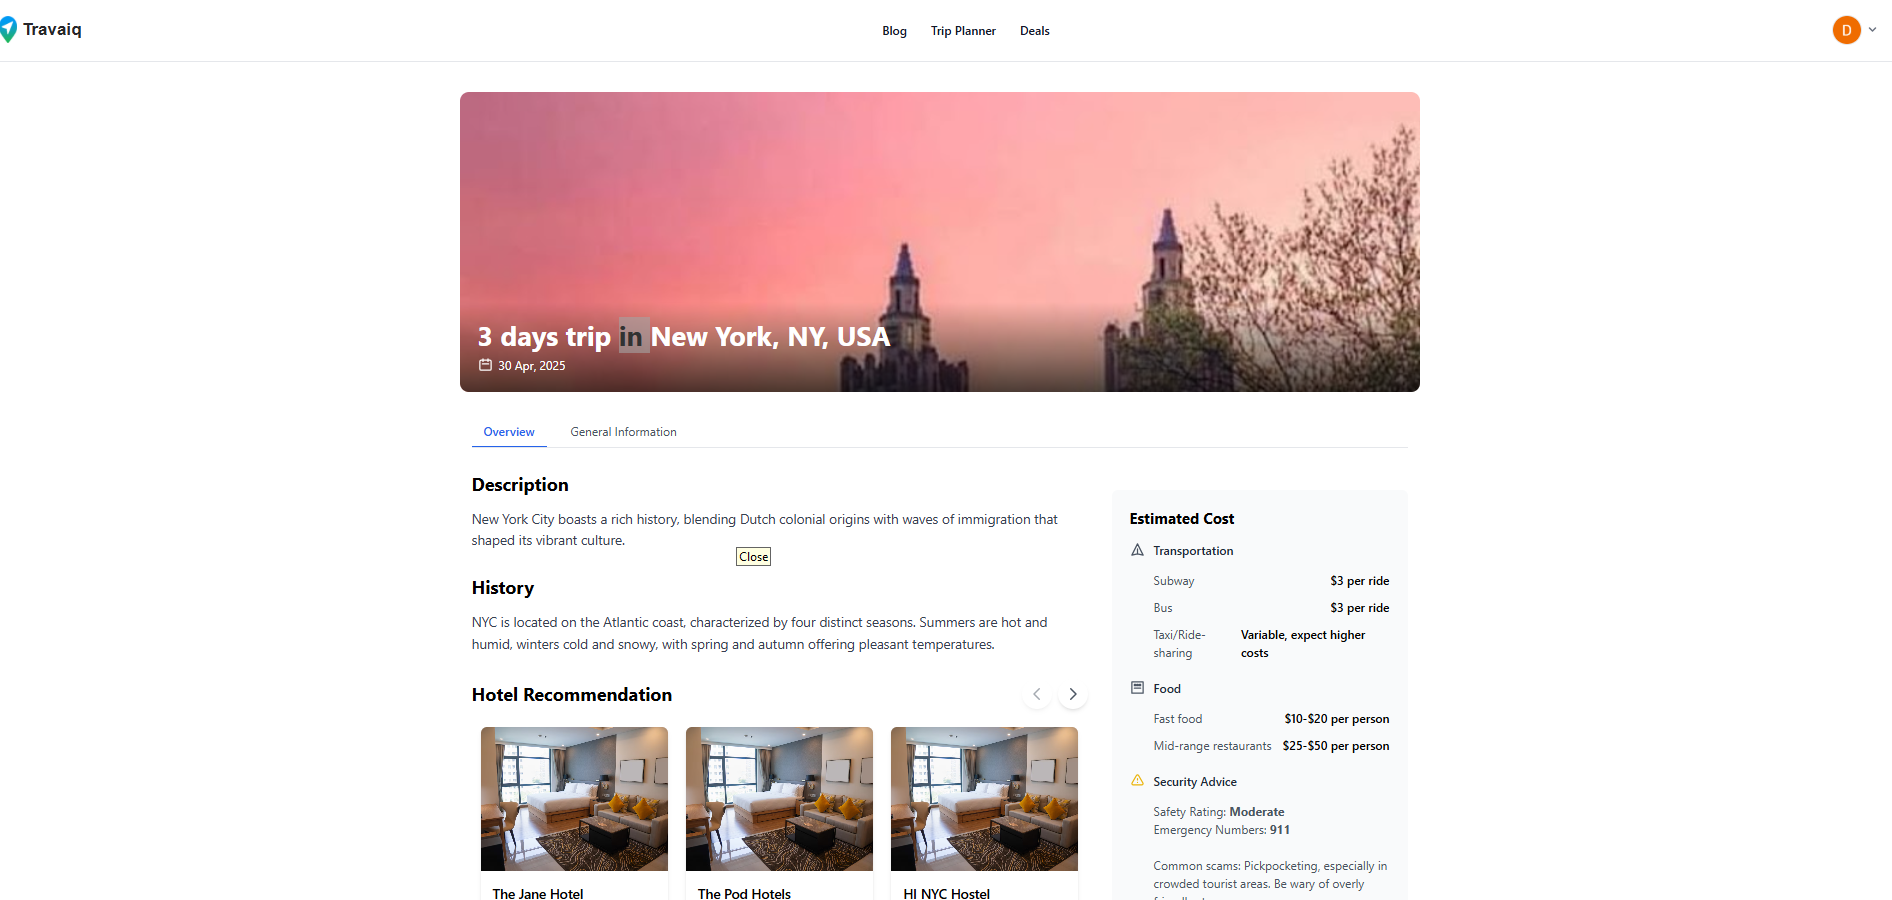 Travaiq
Blog
Trip Planner
Deals
D
3 days trip in New York, NY, USA
30 Apr, 2025
Overview
General Information
Description
New York City boasts a rich history, blending Dutch colonial origins with waves of immigration that
shaped its vibrant culture.
Close
History
NYC is located on the Atlantic coast, characterized by four distinct seasons. Summers are hot and
humid, winters cold and snowy, with spring and autumn offering pleasant temperatures.
Hotel Recommendation
The Jane Hotel
The Pod Hotels
HI NYC Hostel
Estimated Cost
Transportation
Subway $3 per ride
Bus $3 per ride
Taxi/Ride- Variable, expect higher
sharing costs
Food
Fast food $10-$20 per person
Mid-range restaurants $25-$50 per person
Security Advice
Safety Rating: Moderate
Emergency Numbers: 911
Common scams: Pickpocketing, especially in
crowded tourist areas. Be wary of overly